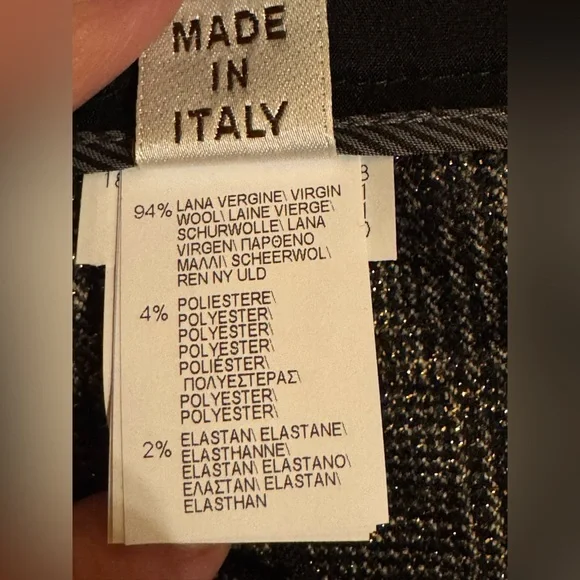 MADE
IN
ITALY
94% LANA VERGINE\ VIRGIN
WOOL\ LAINE VIERGE\
SCHURWOLLE\ LANA
VIRGEN\ ΠΑΡΘΕΝΟ
ΜΑΛΛΙ\ SCHEERWOL\
REN NY ULD
4% POLIESTERE\
POLYESTER\
POLYESTER\
POLYESTER\
POLIÉSTER\
ΠΟΛΥΕΣΤΕΡΑΣ\
POLYESTER\
POLYESTER\
2% ELASTAN\ ELASTANE\
ELASTHANNE\
ELASTAN\ ELASTANO\
ΕΛΑΣΤΑΝ\ ELASTAN\
ELASTHAN